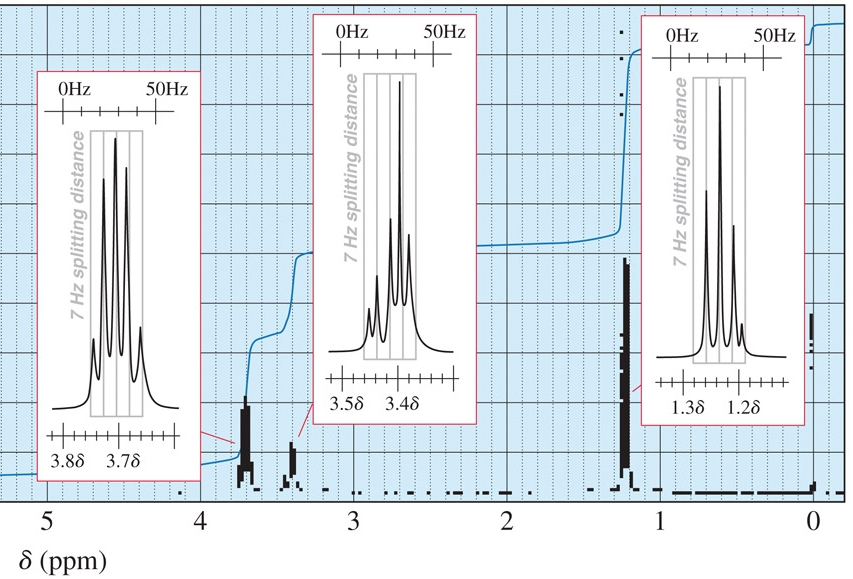 0Hz 50Hz
7 Hz splitting distance
3.8δ 3.7δ
0Hz 50Hz
7 Hz splitting distance
3.5δ 3.4δ
0Hz 50Hz
7 Hz splitting distance
1.3δ 1.2δ
5 4 3 2 1 0
δ (ppm)